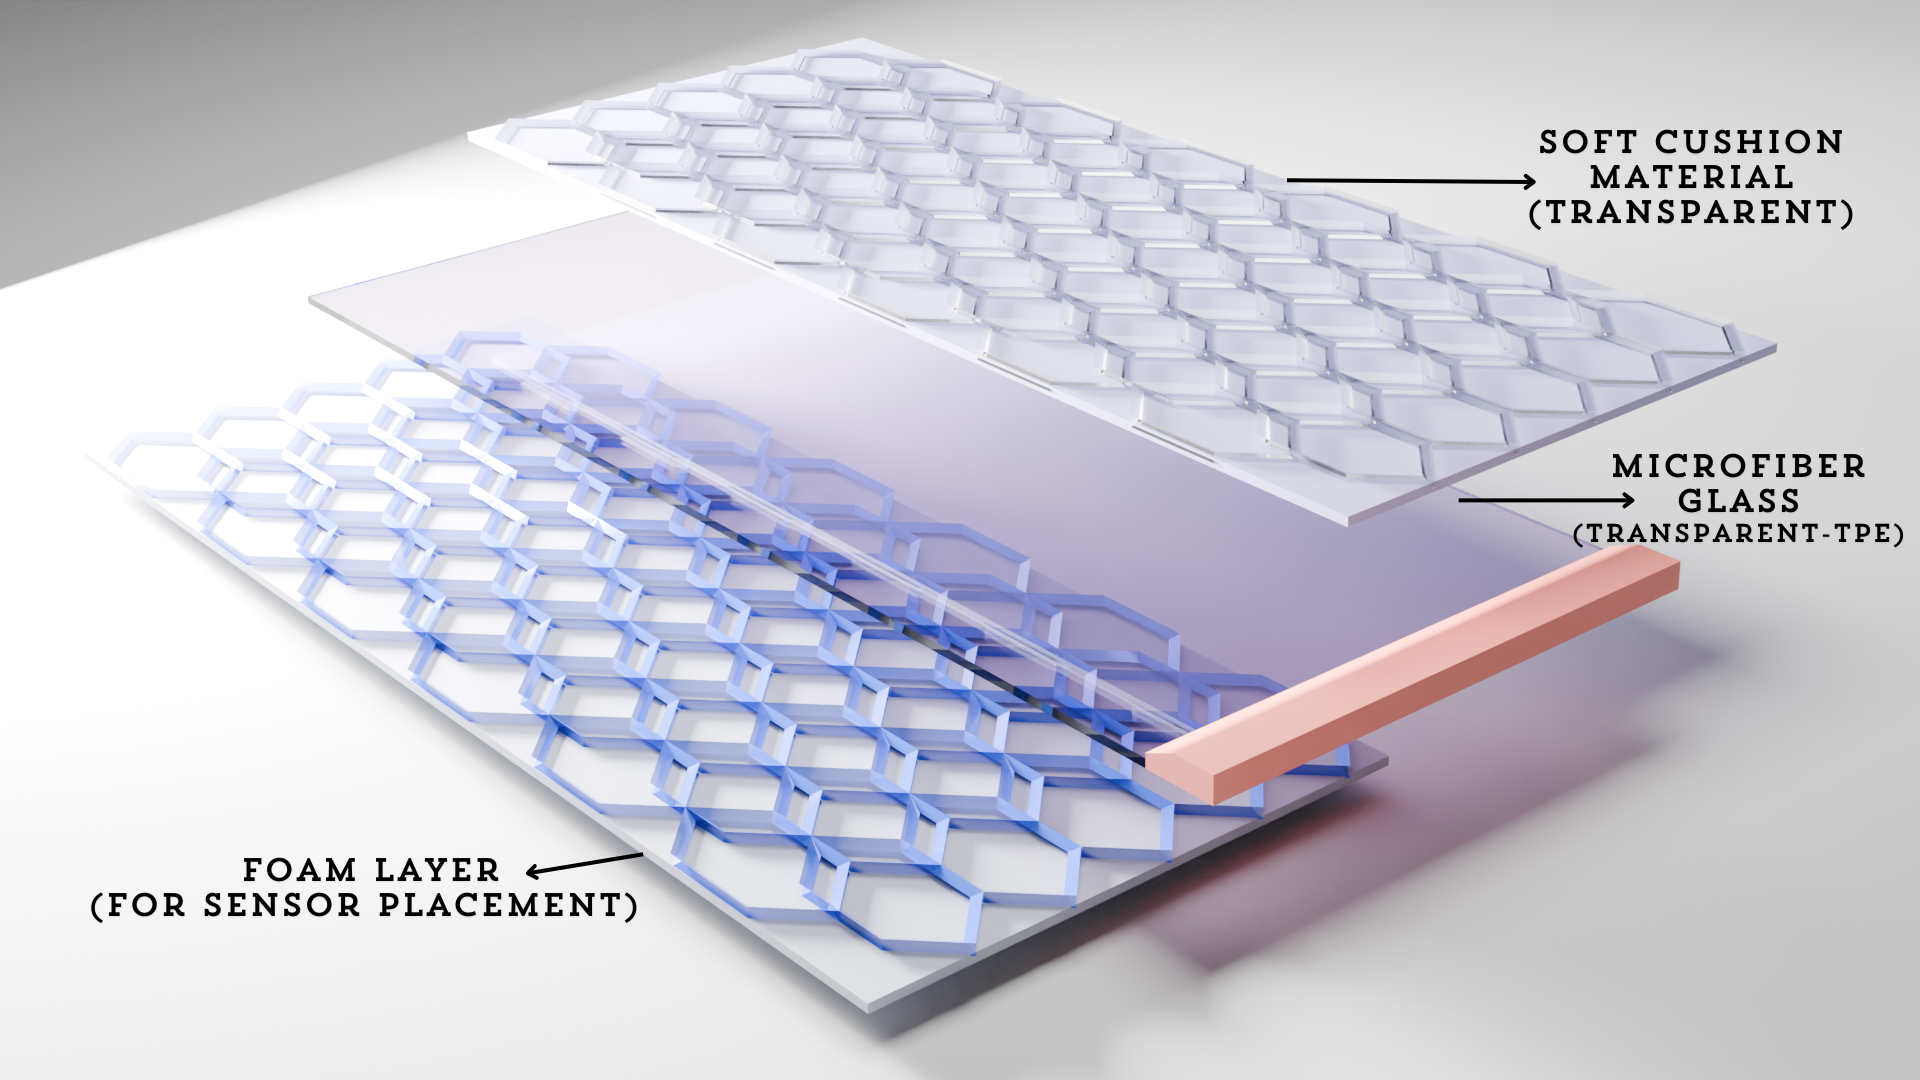 SOFT CUSHION
MATERIAL
(TRANSPARENT)
MICROFIBER
GLASS
(TRANSPARENT-TPE)
FOAM LAYER
(FOR SENSOR PLACEMENT)